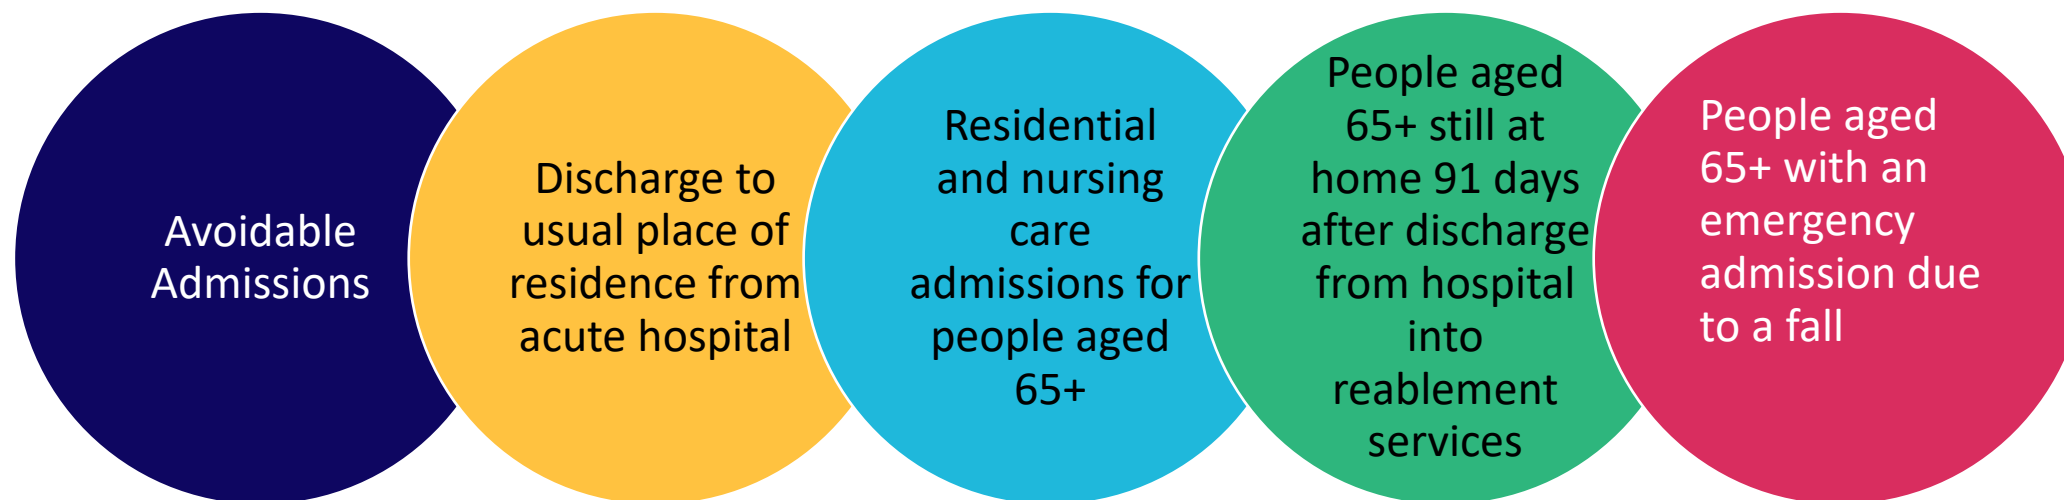 Avoidable
Admissions
Discharge to
usual place of
residence from
acute hospital
Residential
and nursing
care
admissions for
people aged
65+
People aged
65+ still at
home 91 days
after discharge
from hospital
into
reablement
services
People aged
65+ with an
emergency
admission due
to a fall